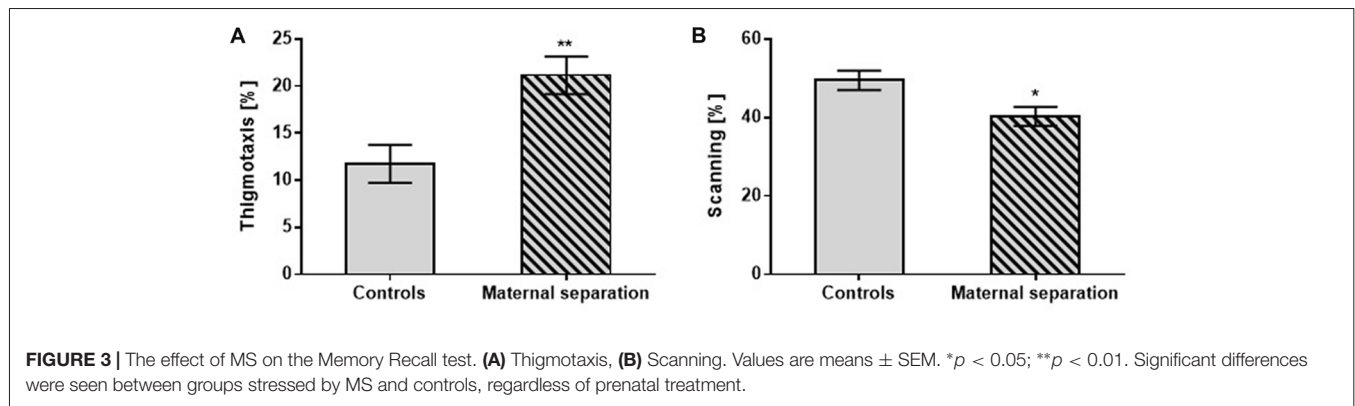 A
Thigmotaxis [%]
25
20
15
10
5
0
**
Controls
Maternal separation
B
Scanning [%]
60
40
20
0
*
Controls
Maternal separation
FIGURE 3 | The effect of MS on the Memory Recall test. (A) Thigmotaxis, (B) Scanning. Values are means ± SEM. *p < 0.05; **p < 0.01. Significant differences
were seen between groups stressed by MS and controls, regardless of prenatal treatment.